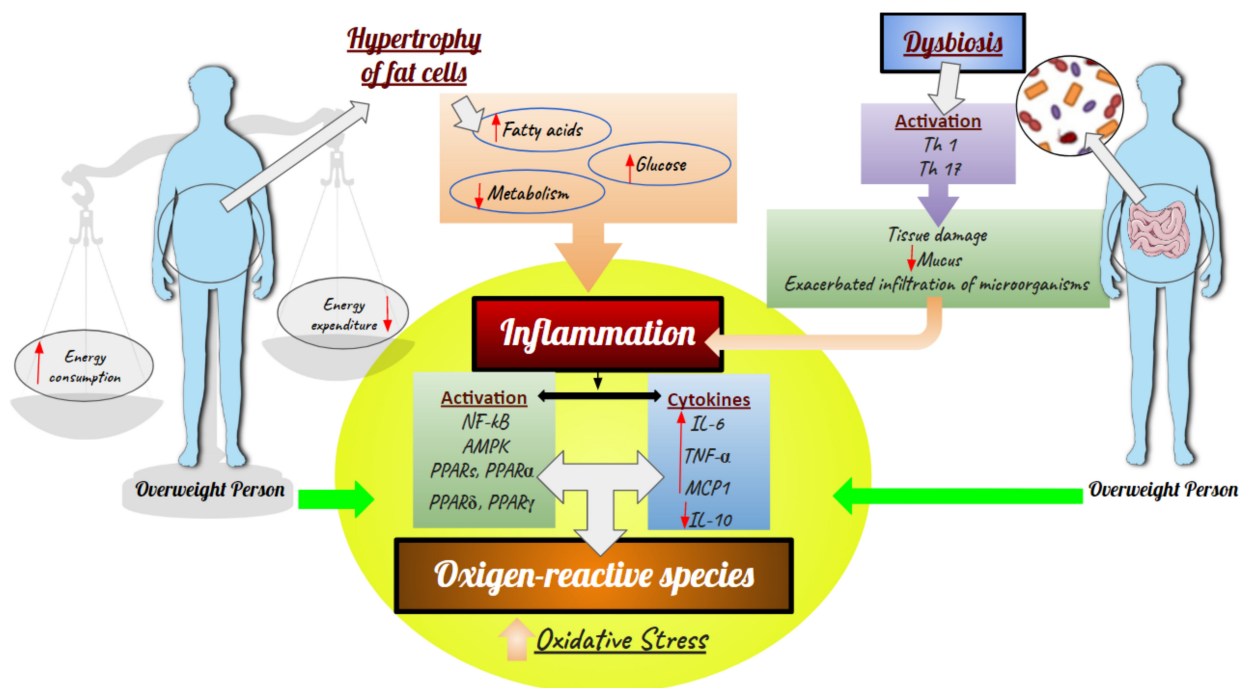 Hypertrophy
of fat cells
Fatty acids
Glucose
Metabolism
Energy
expenditure
Energy
consumption
Overweight Person
Dysbiosis
Activation
Th 1
Th 17
Tissue damage
Mucus
Exacerbated infiltration of microorganisms
Overweight Person
Inflammation
Activation
NF-kB
AMPK
PPARs, PPARα
PPARδ, PPARγ
Cytokines
IL-6
TNF-α
MCP1
IL-10
Oxigen-reactive species
Oxidative Stress